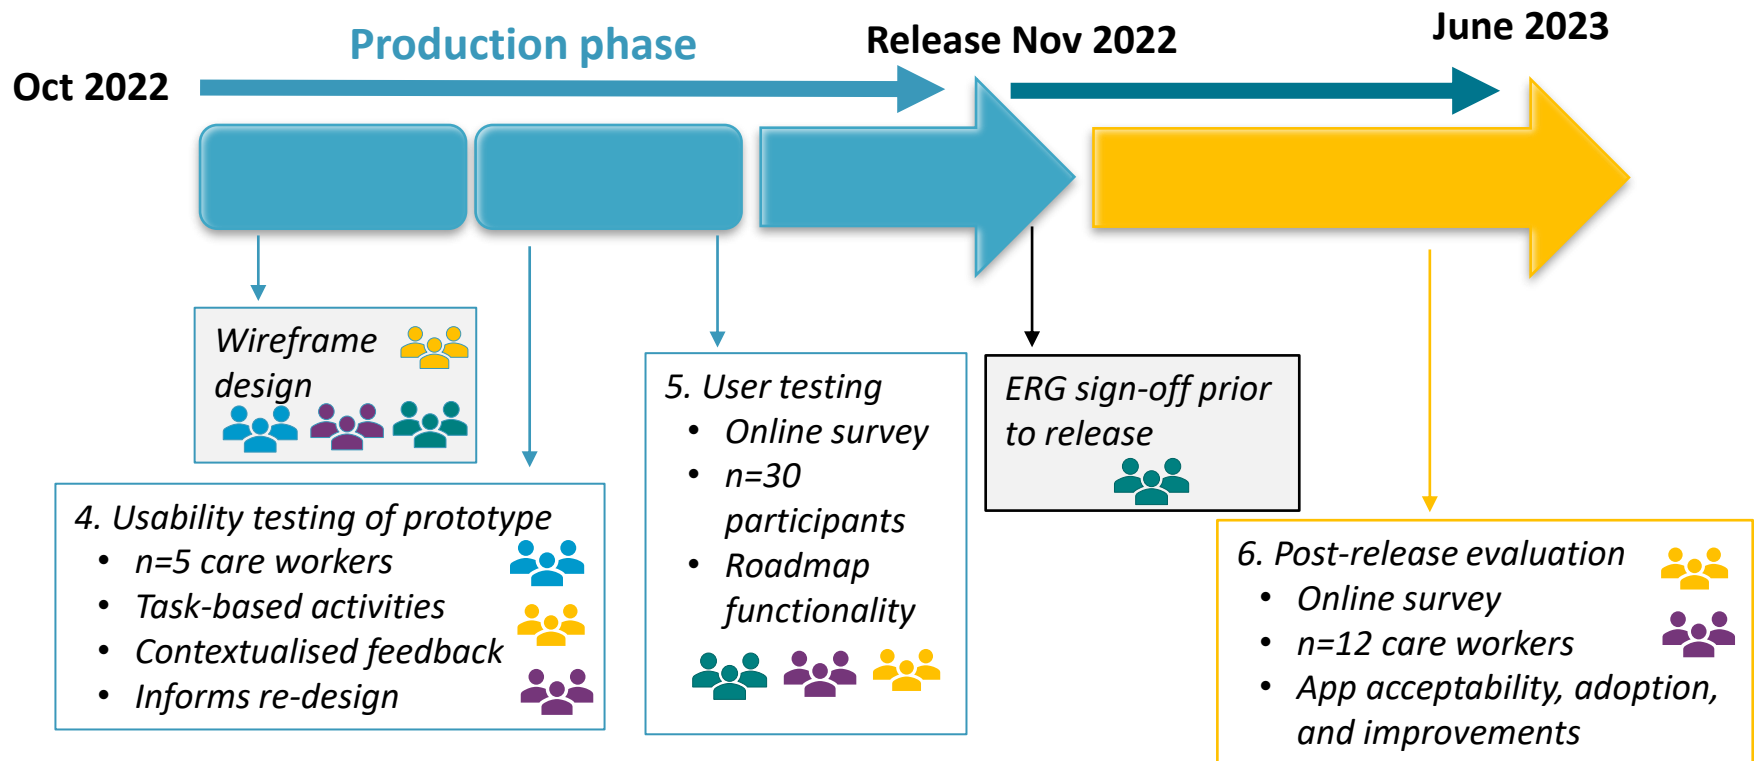 Oct 2022
Production phase
Release Nov 2022
June 2023
Wireframe
design
4. Usability testing of prototype
• n=5 care workers
• Task-based activities
• Contextualised feedback
• Informs re-design
5. User testing
• Online survey
• n=30
participants
• Roadmap
functionality
ERG sign-off prior
to release
6. Post-release evaluation
• Online survey
• n=12 care workers
• App acceptability, adoption,
and improvements